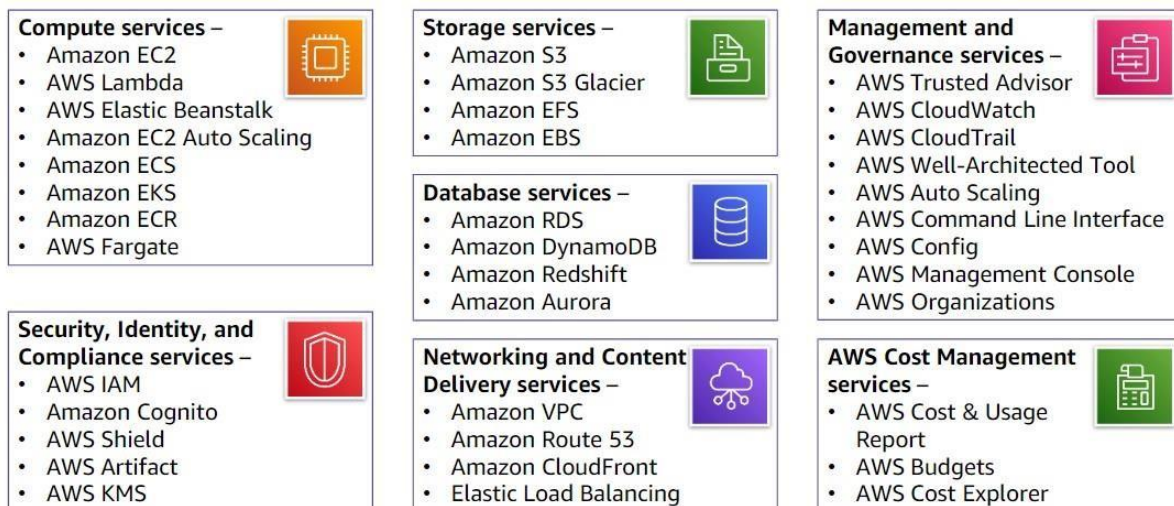 Compute services –
• Amazon EC2
• AWS Lambda
• AWS Elastic Beanstalk
• Amazon EC2 Auto Scaling
• Amazon ECS
• Amazon EKS
• Amazon ECR
• AWS Fargate
Security, Identity, and
Compliance services –
• AWS IAM
• Amazon Cognito
• AWS Shield
• AWS Artifact
• AWS KMS
Storage services –
• Amazon S3
• Amazon S3 Glacier
• Amazon EFS
• Amazon EBS
Database services –
• Amazon RDS
• Amazon DynamoDB
• Amazon Redshift
• Amazon Aurora
Networking and Content
Delivery services –
• Amazon VPC
• Amazon Route 53
• Amazon CloudFront
• Elastic Load Balancing
Management and
Governance services –
• AWS Trusted Advisor
• AWS CloudWatch
• AWS CloudTrail
• AWS Well-Architected Tool
• AWS Auto Scaling
• AWS Command Line Interface
• AWS Config
• AWS Management Console
• AWS Organizations
AWS Cost Management
services –
• AWS Cost & Usage
Report
• AWS Budgets
• AWS Cost Explorer